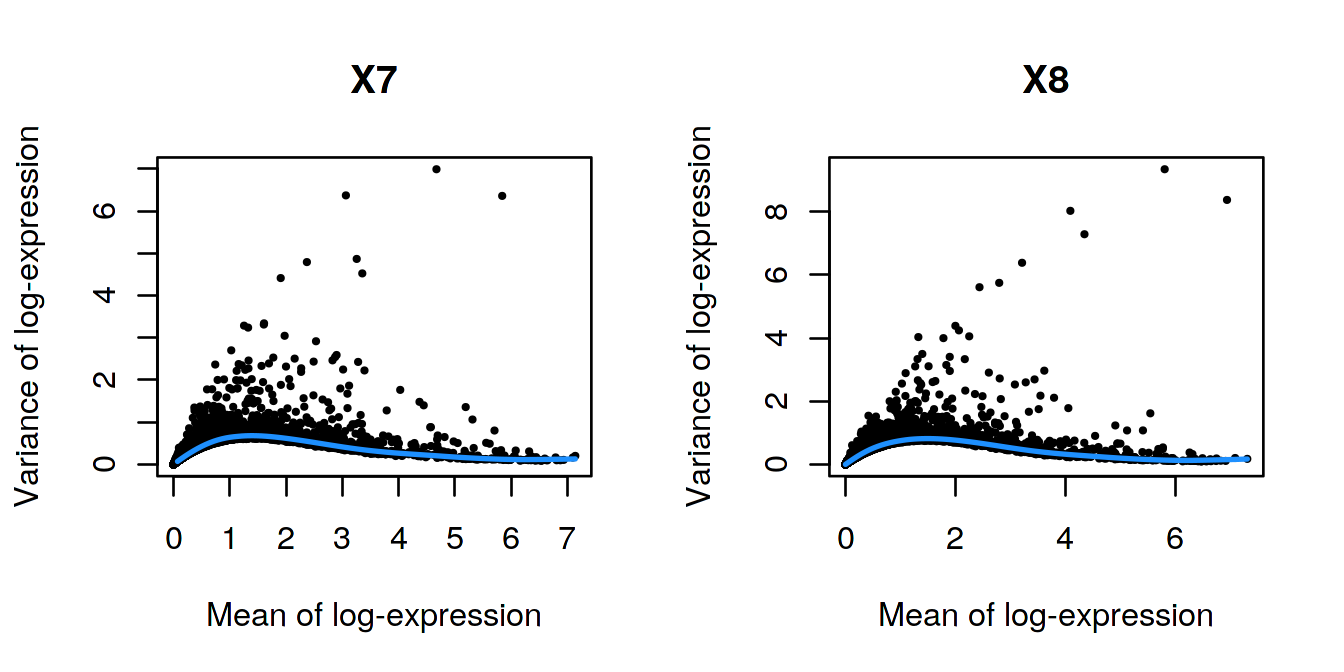 X7
Variance of log-expression
6
4
2
0
0 1 2 3 4 5 6 7
Mean of log-expression
X8
Variance of log-expression
8
6
4
2
0
0 2 4 6
Mean of log-expression